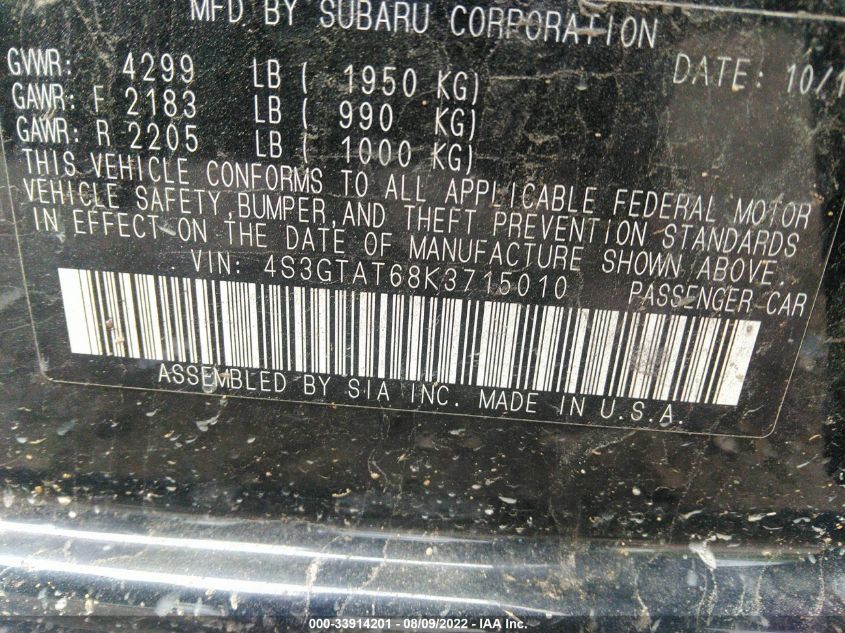 MFD BY SUBARU CORPORATION
GVWR: 4299 LB ( 1950 KG) DATE: 10/1
GAWR: F 2183 LB ( 990 KG)
GAWR: R 2205 LB ( 1000 KG)
THIS VEHICLE CONFORMS TO ALL APPLICABLE FEDERAL MOTOR
VEHICLE SAFETY, BUMPER, AND THEFT PREVENTION STANDARDS
IN EFFECT ON THE DATE OF MANUFACTURE SHOWN ABOVE.
VIN: 4S3GTAT68K3715010 PASSENGER CAR
ASSEMBLED BY SIA INC. MADE IN U.S.A.
000-33914201 - 08/09/2022 - IAA Inc.